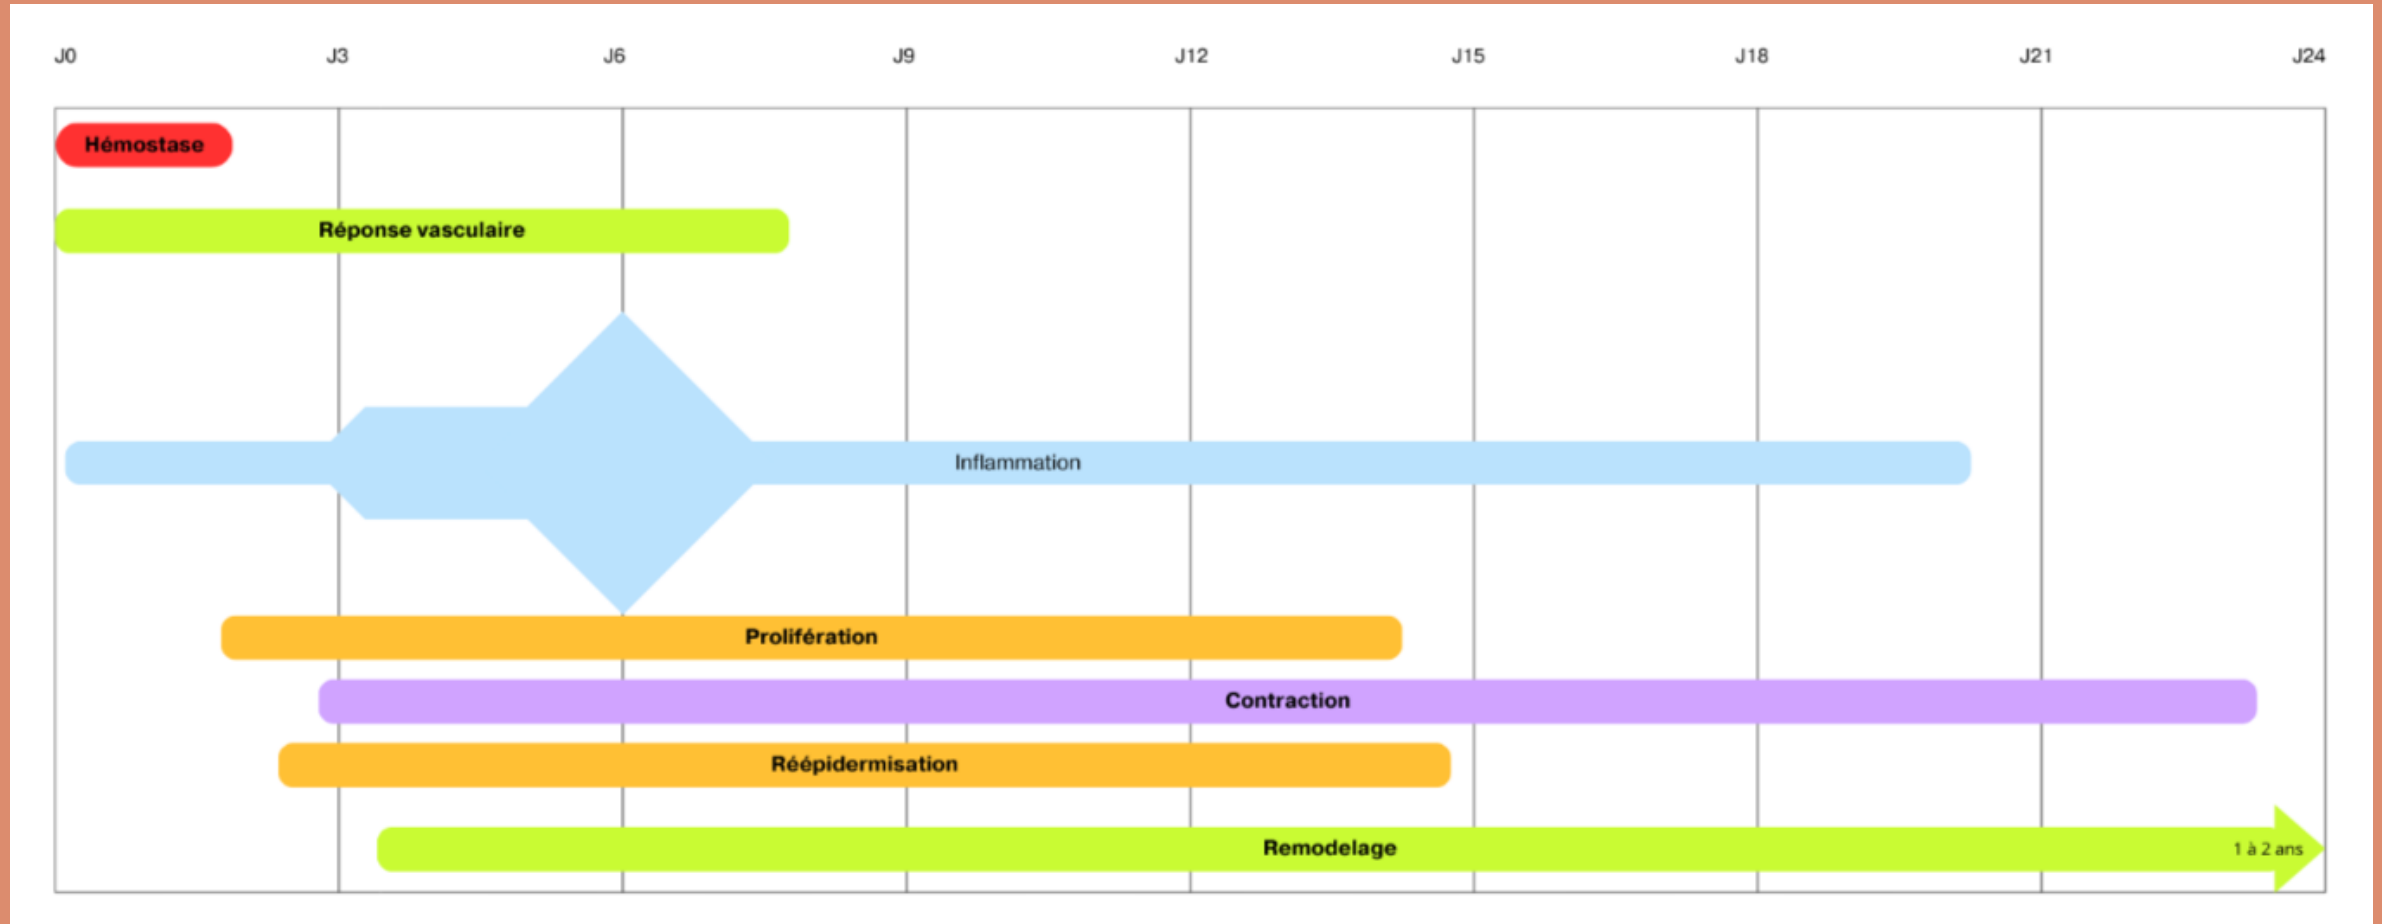 J0 J3 J6 J9 J12 J15 J18 J21 J24
Hémostase
Réponse vasculaire
Inflammation
Prolifération
Contraction
Réépidermisation
Remodelage 1 à 2 ans